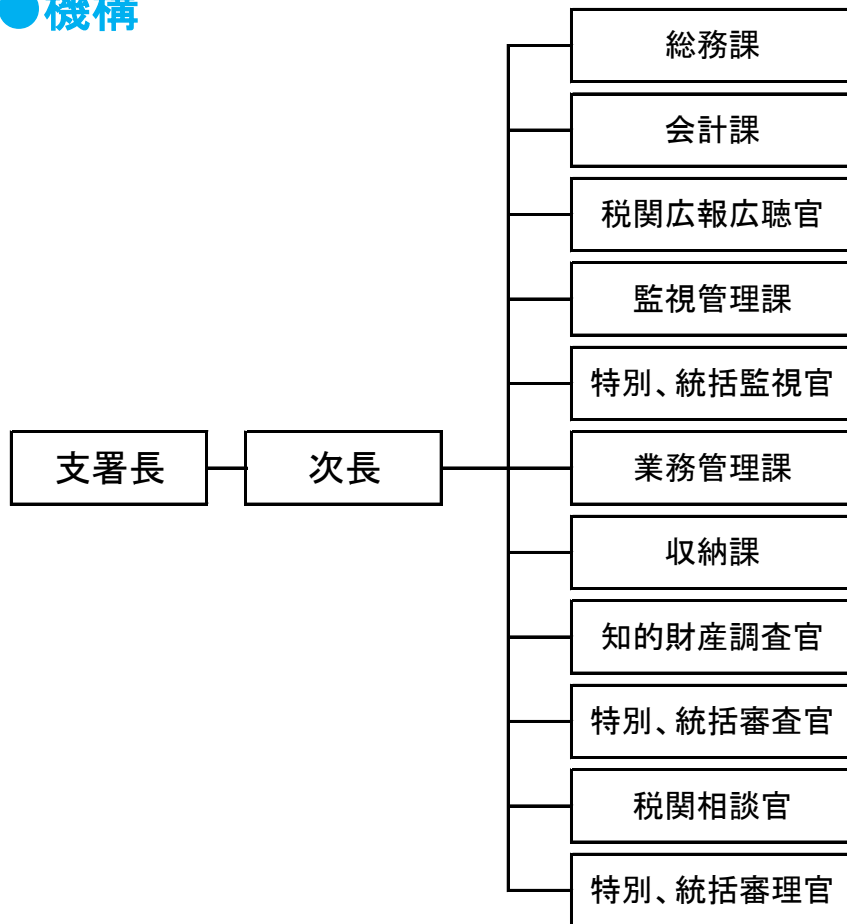 ●機構
総務課
会計課
税関広報広聴官
監視管理課
特別、統括監視官
支署長
次長
業務管理課
収納課
知的財産調査官
特別、統括審査官
税関相談官
特別、統括審理官